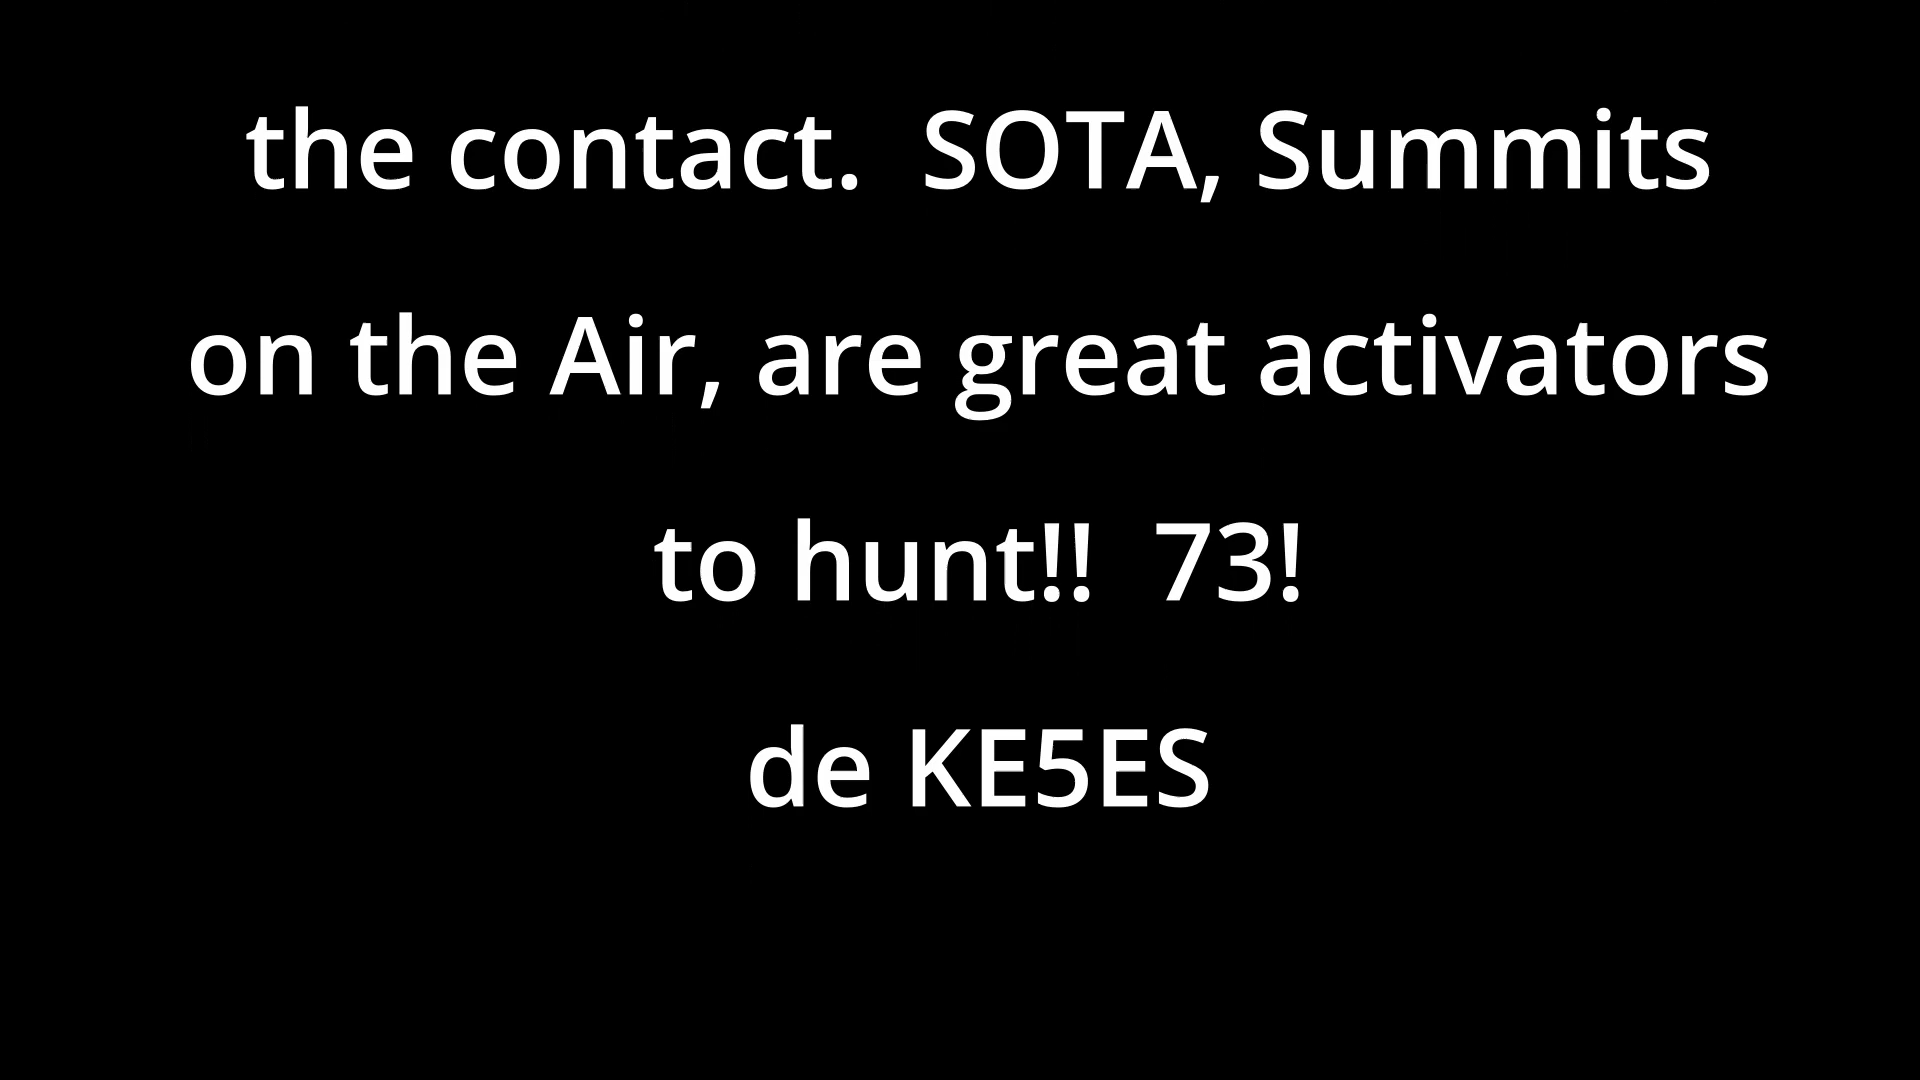 the contact.  SOTA, Summits
on the Air, are great activators
to hunt!!  73!
de KE5ES